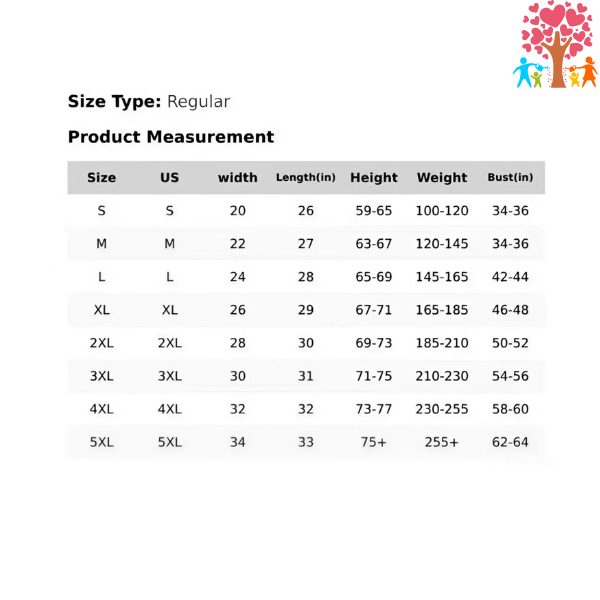 Size Type: Regular
Product Measurement
Size US width Length(in) Height Weight Bust(in)
S S 20 26 59-65 100-120 34-36
M M 22 27 63-67 120-145 34-36
L L 24 28 65-69 145-165 42-44
XL XL 26 29 67-71 165-185 46-48
2XL 2XL 28 30 69-73 185-210 50-52
3XL 3XL 30 31 71-75 210-230 54-56
4XL 4XL 32 32 73-77 230-255 58-60
5XL 5XL 34 33 75+ 255+ 62-64